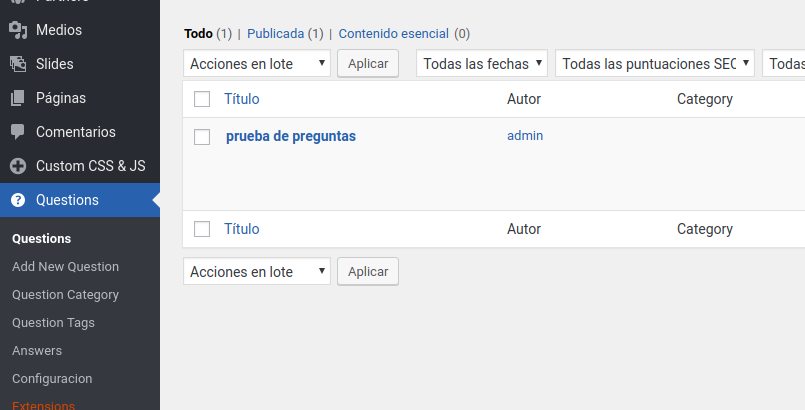 Medios
Slides
Páginas
Comentarios
Custom CSS & JS
Questions
Questions
Add New Question
Question Category
Question Tags
Answers
Configuracion
Extensions
Todo (1) | Publicada (1) | Contenido esencial (0)
Acciones en lote Aplicar Todas las fechas Todas las puntuaciones SEO Todas
Título Autor Category
prueba de preguntas admin
Título Autor Category
Acciones en lote Aplicar